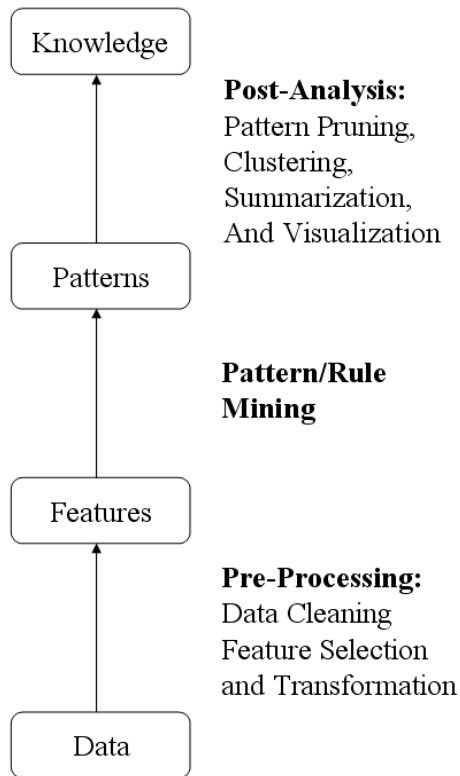 Knowledge
Post-Analysis:
Pattern Pruning,
Clustering,
Summarization,
And Visualization
Patterns
Pattern/Rule
Mining
Features
Pre-Processing:
Data Cleaning
Feature Selection
and Transformation
Data